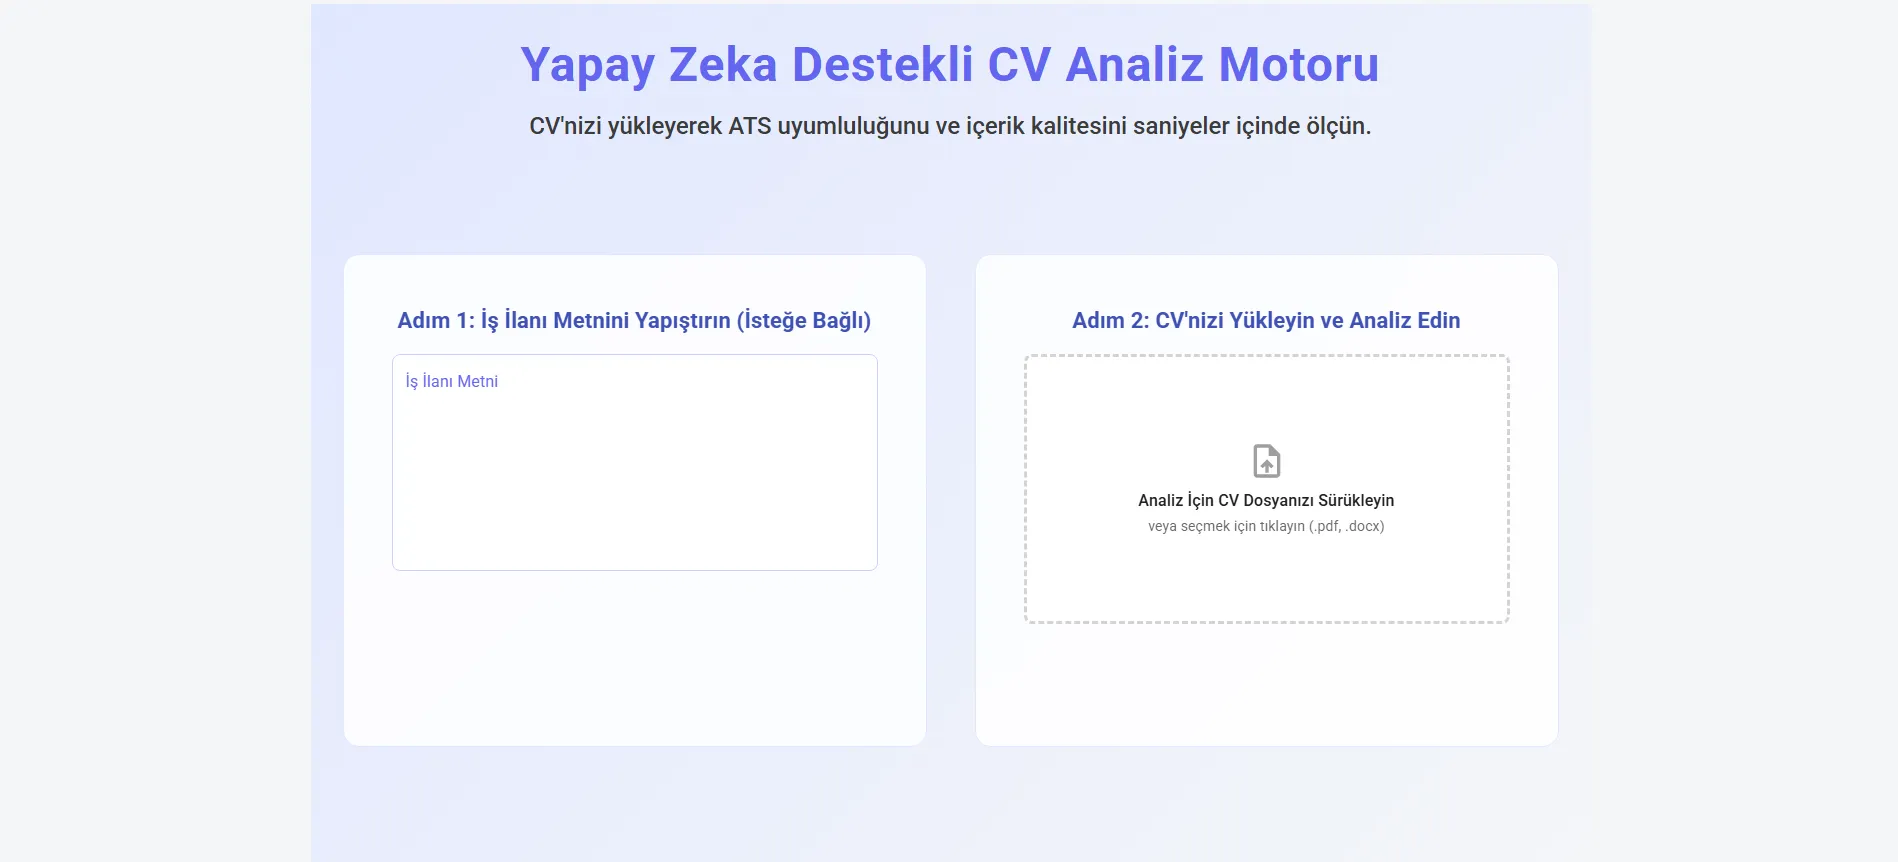 Yapay Zeka Destekli CV Analiz Motoru
CV'nizi yükleyerek ATS uyumluluğunu ve içerik kalitesini saniyeler içinde ölçün.
Adım 1: İş İlanı Metnini Yapıştırın (İsteğe Bağlı)
İş İlanı Metni
Adım 2: CV'nizi Yükleyin ve Analiz Edin
Analiz İçin CV Dosyanızı Sürükleyin
veya seçmek için tıklayın (.pdf, .docx)